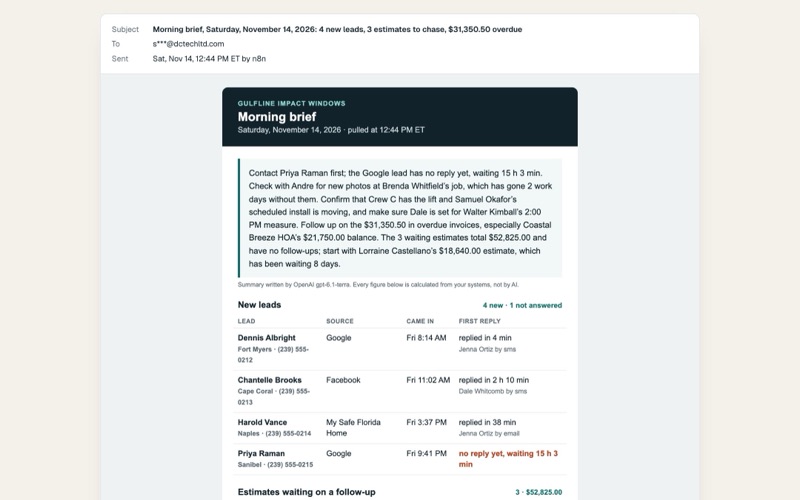 Subject Morning brief, Saturday, November 14, 2026: 4 new leads, 3 estimates to chase, $31,350.50 overdue
To s***@dctechltd.com
Sent Sat, Nov 14, 12:44 PM ET by n8n
GULFLINE IMPACT WINDOWS
Morning brief
Saturday, November 14, 2026 · pulled at 12:44 PM ET
Contact Priya Raman first; the Google lead has no reply yet, waiting 15 h 3 min.
Check with Andre for new photos at Brenda Whitfield's job, which has gone 2 work
days without them. Confirm that Crew C has the lift and Samuel Okafor's
scheduled install is moving, and make sure Dale is set for Walter Kimball's 2:00
PM measure. Follow up on the $31,350.50 in overdue invoices, especially Coastal
Breeze HOA's $21,750.00 balance. The 3 waiting estimates total $52,825.00 and
have no follow-ups; start with Lorraine Castellano's $18,640.00 estimate, which
has been waiting 8 days.
Summary written by OpenAI gpt-6.1-terra. Every figure below is calculated from your systems, not by AI.
New leads 4 new · 1 not answered
LEAD SOURCE CAME IN FIRST REPLY
Dennis Albright Google Fri 8:14 AM replied in 4 min
Fort Myers · (239) 555- Jenna Ortiz by sms
0212
Chantelle Brooks Facebook Fri 11:02 AM replied in 2 h 10 min
Cape Coral · (239) 555- Dale Whitcomb by sms
0213
Harold Vance My Safe Florida Fri 3:37 PM replied in 38 min
Naples · (239) 555-0214 Home Jenna Ortiz by email
Priya Raman Google Fri 9:41 PM no reply yet, waiting 15 h 3
Sanibel · (239) 555-0215 min
Estimates waiting on a follow-up 3 · $52,825.00